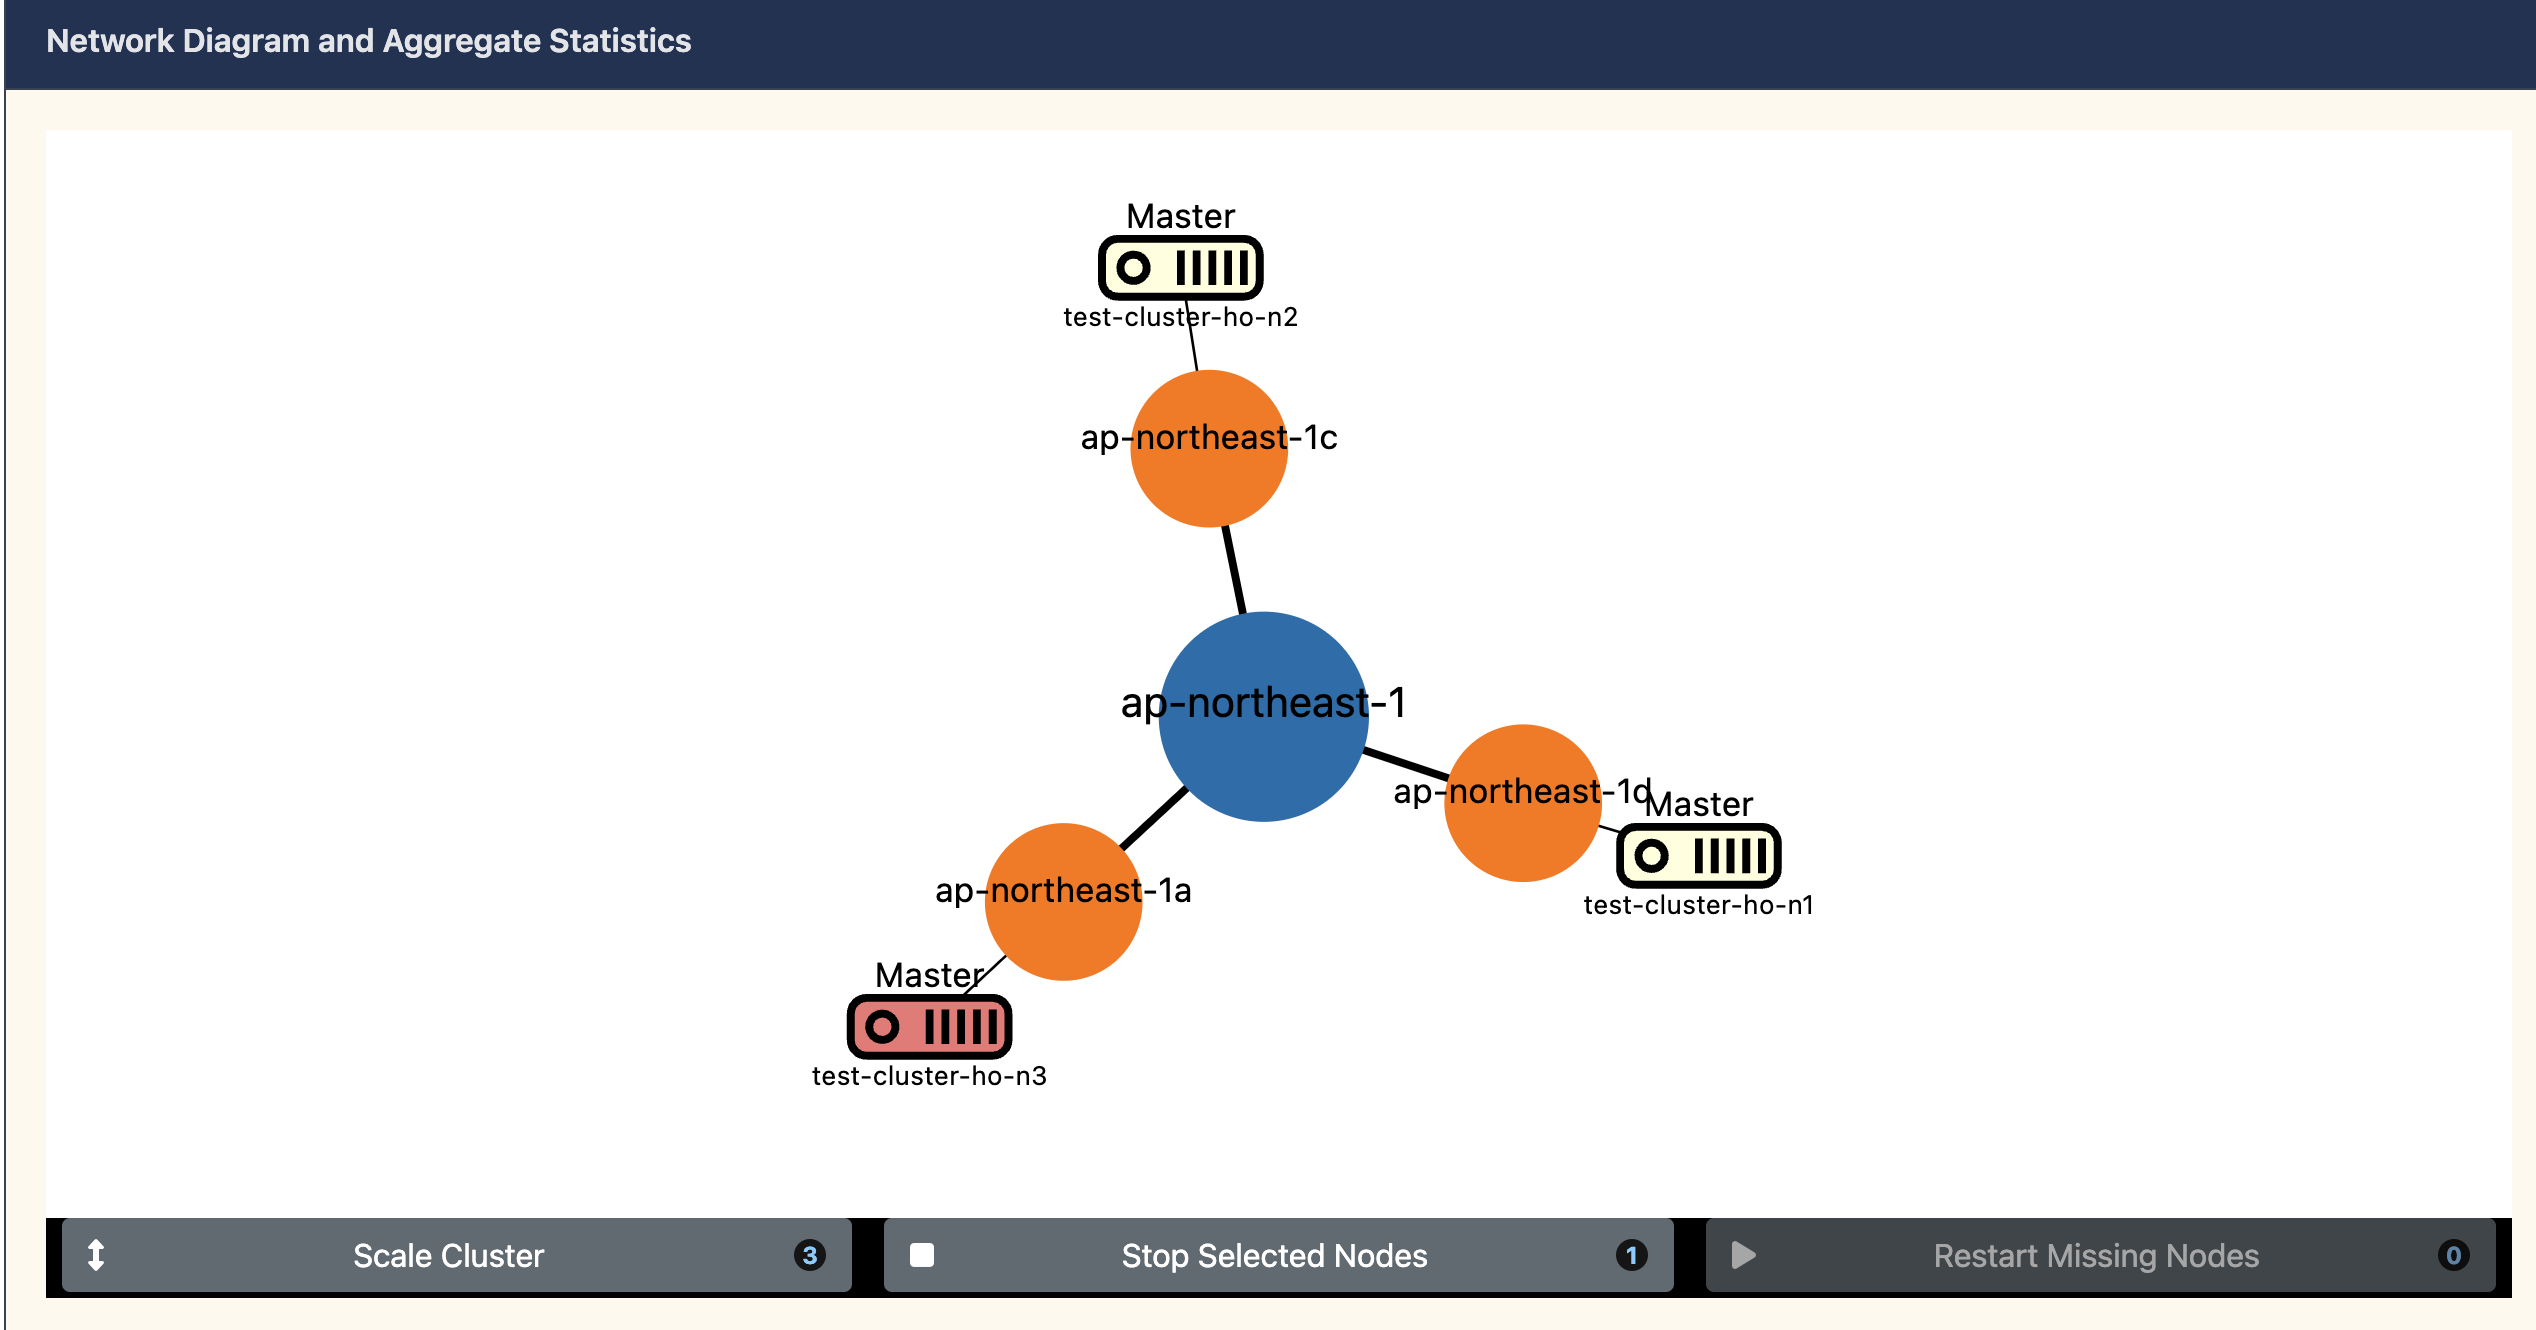 Network Diagram and Aggregate Statistics
Master
test-cluster-ho-n2
ap-northeast-1c
ap-northeast-1
ap-northeast-1d
Master
test-cluster-ho-n1
ap-northeast-1a
Master
test-cluster-ho-n3
Scale Cluster 3
Stop Selected Nodes 1
Restart Missing Nodes 0